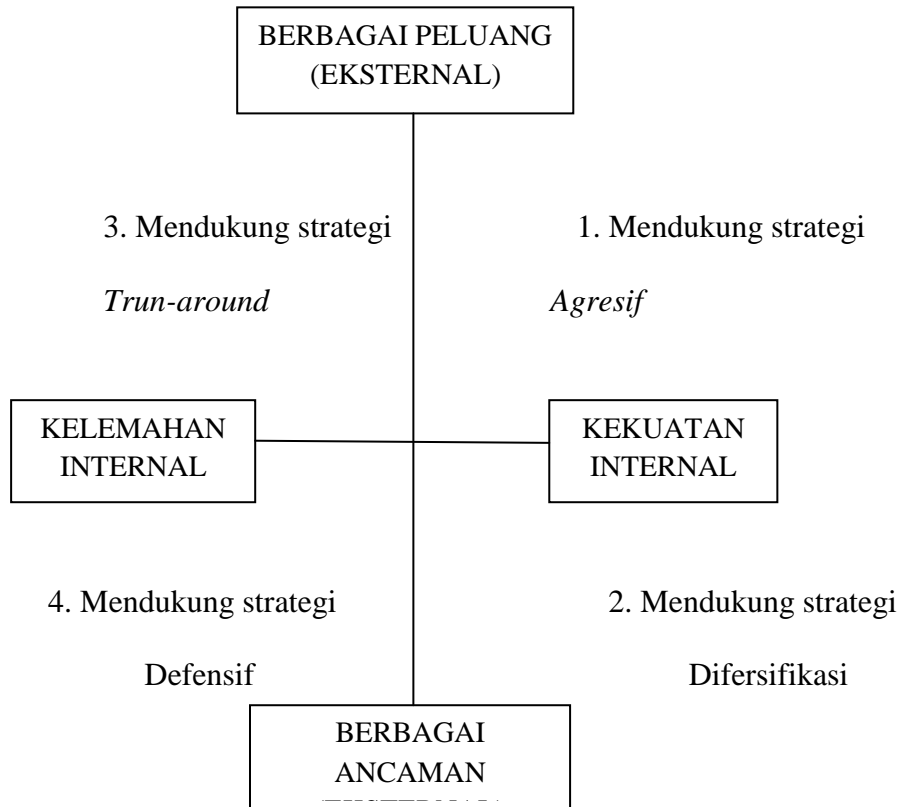 BERBAGAI PELUANG
(EKSTERNAL)
3. Mendukung strategi
1. Mendukung strategi
Trun-around
Agresif
KELEMAHAN
INTERNAL
KEKUATAN
INTERNAL
4. Mendukung strategi
2. Mendukung strategi
Defensif
Difersifikasi
BERBAGAI
ANCAMAN